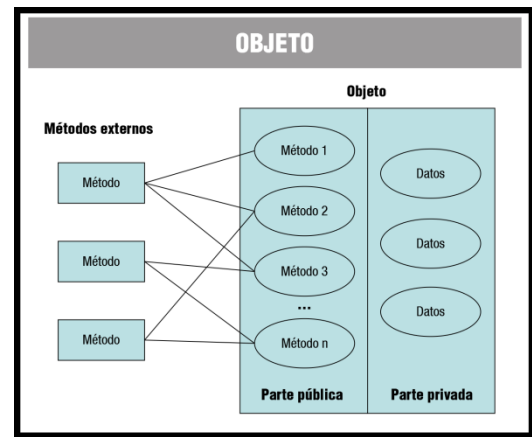 OBJETO
Objeto
Métodos externos
Método
Método
Método
Método 1
Método 2
Método 3
...
Método n
Datos
Datos
Datos
Parte pública
Parte privada